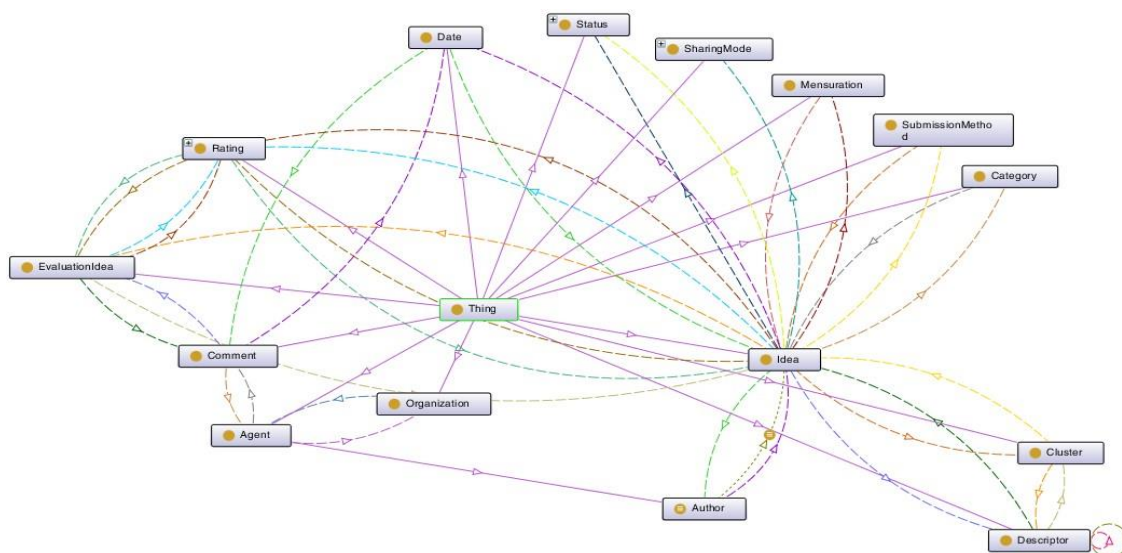 Status
Date
SharingMode
Mensuration
SubmissionMetho
d
Rating
Category
EvaluationIdea
Thing
Comment
Idea
Organization
Agent
Cluster
Author
Descriptor